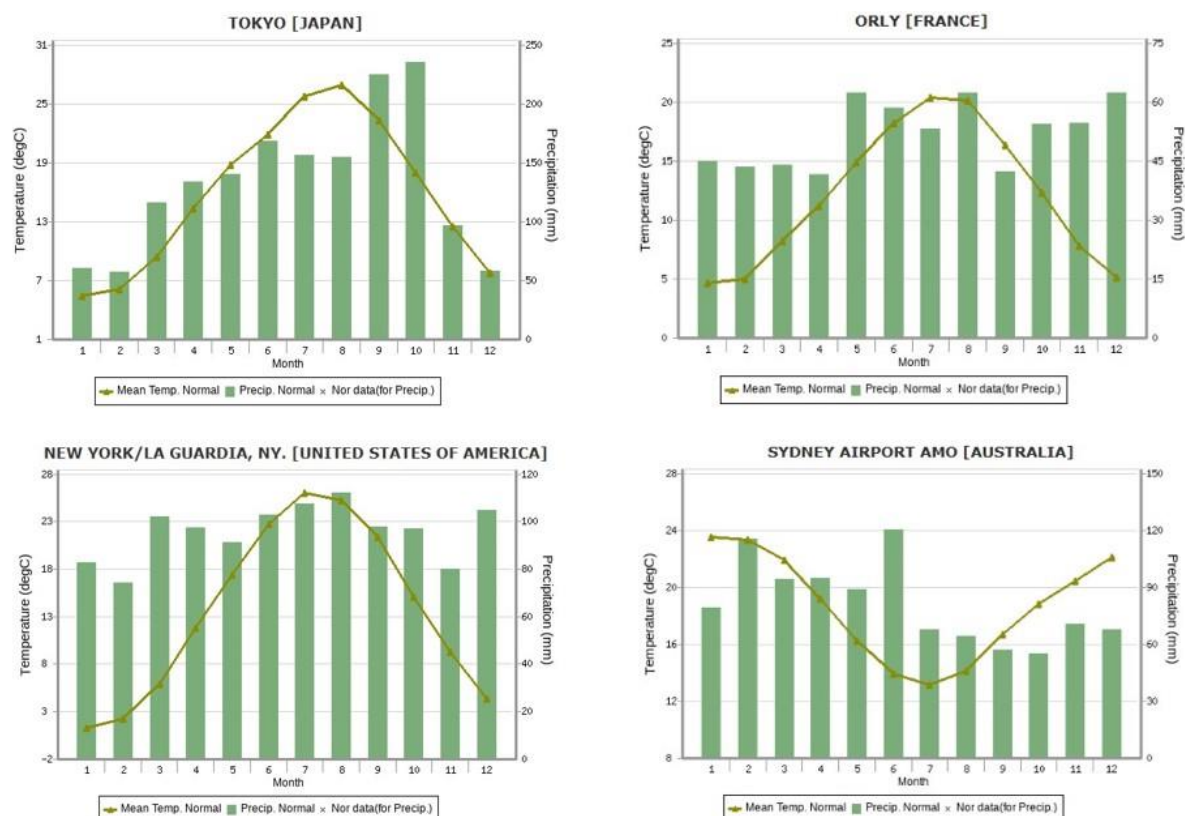 TOKYO [JAPAN]
Temperature (degC)
31
25
19
13
7
1
250
200
150
100
50
0
Precipitation (mm)
1 2 3 4 5 6 7 8 9 10 11 12
Month
Mean Temp. Normal Precip. Normal × Nor data(for Precip.)
ORLY [FRANCE]
Temperature (degC)
25
20
15
10
5
0
75
60
45
30
15
0
Precipitation (mm)
1 2 3 4 5 6 7 8 9 10 11 12
Month
Mean Temp. Normal Precip. Normal × Nor data(for Precip.)
NEW YORK/LA GUARDIA, NY. [UNITED STATES OF AMERICA]
Temperature (degC)
28
23
18
13
8
3
−2
120
100
80
60
40
20
0
Precipitation (mm)
1 2 3 4 5 6 7 8 9 10 11 12
Month
Mean Temp. Normal Precip. Normal × Nor data(for Precip.)
SYDNEY AIRPORT AMO [AUSTRALIA]
Temperature (degC)
28
24
20
16
12
8
150
120
90
60
30
0
Precipitation (mm)
1 2 3 4 5 6 7 8 9 10 11 12
Month
Mean Temp. Normal Precip. Normal × Nor data(for Precip.)